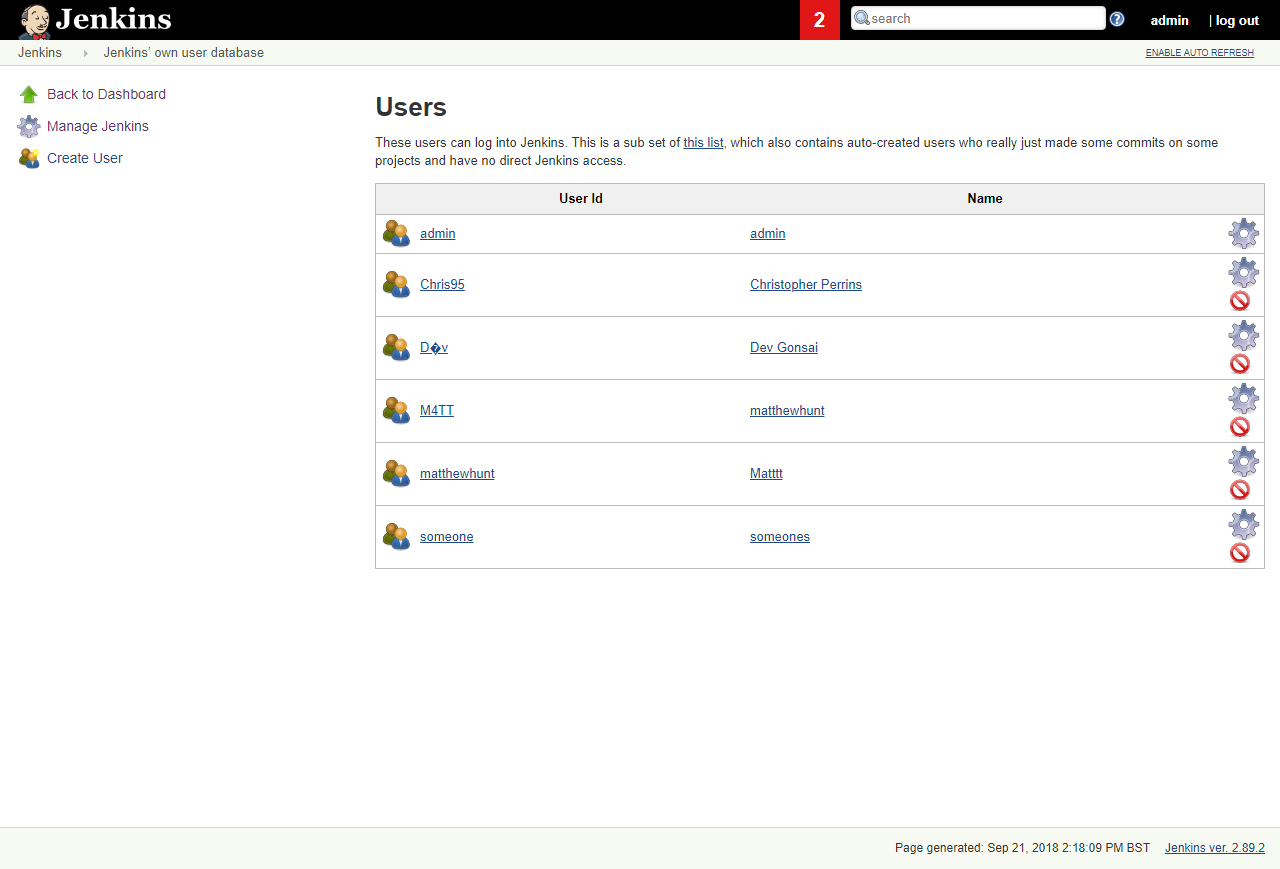 Jenkins
2
search
admin
| log out
Jenkins
Jenkins’ own user database
ENABLE AUTO REFRESH
Back to Dashboard
Manage Jenkins
Create User
Users
These users can log into Jenkins. This is a sub set of this list, which also contains auto-created users who really just made some commits on some
projects and have no direct Jenkins access.
User Id Name
admin admin
Chris95 Christopher Perrins
D�v Dev Gonsai
M4TT matthewhunt
matthewhunt Matttt
someone someones
Page generated: Sep 21, 2018 2:18:09 PM BST Jenkins ver. 2.89.2